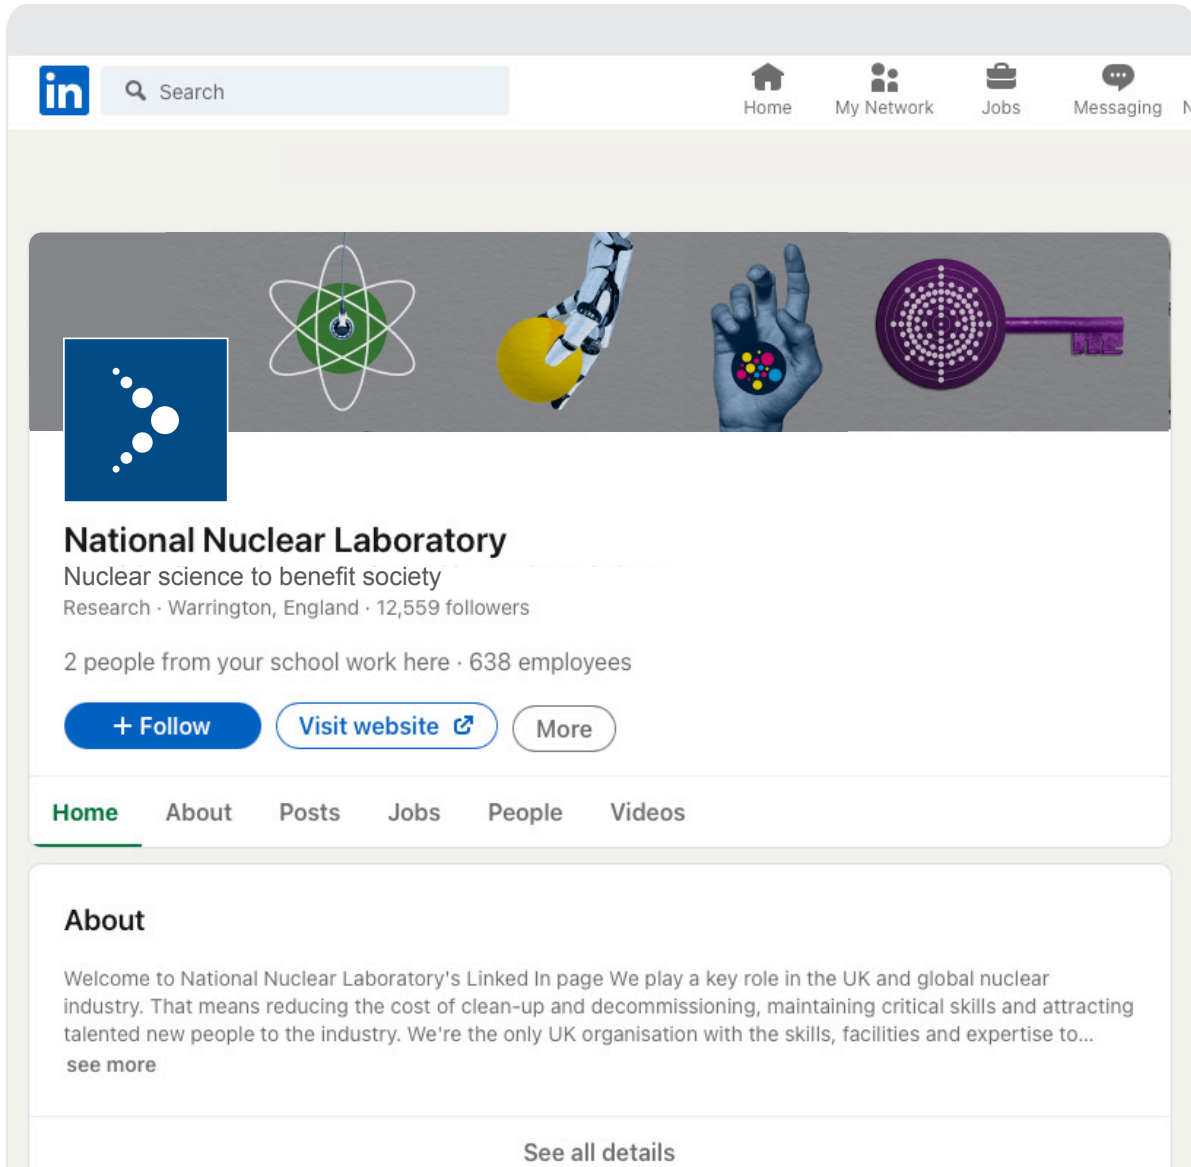 in Search
Home My Network Jobs Messaging N
National Nuclear Laboratory
Nuclear science to benefit society
Research · Warrington, England · 12,559 followers
2 people from your school work here · 638 employees
+ Follow Visit website More
Home About Posts Jobs People Videos
About
Welcome to National Nuclear Laboratory's Linked In page We play a key role in the UK and global nuclear
industry. That means reducing the cost of clean-up and decommissioning, maintaining critical skills and attracting
talented new people to the industry. We're the only UK organisation with the skills, facilities and expertise to...
see more
See all details